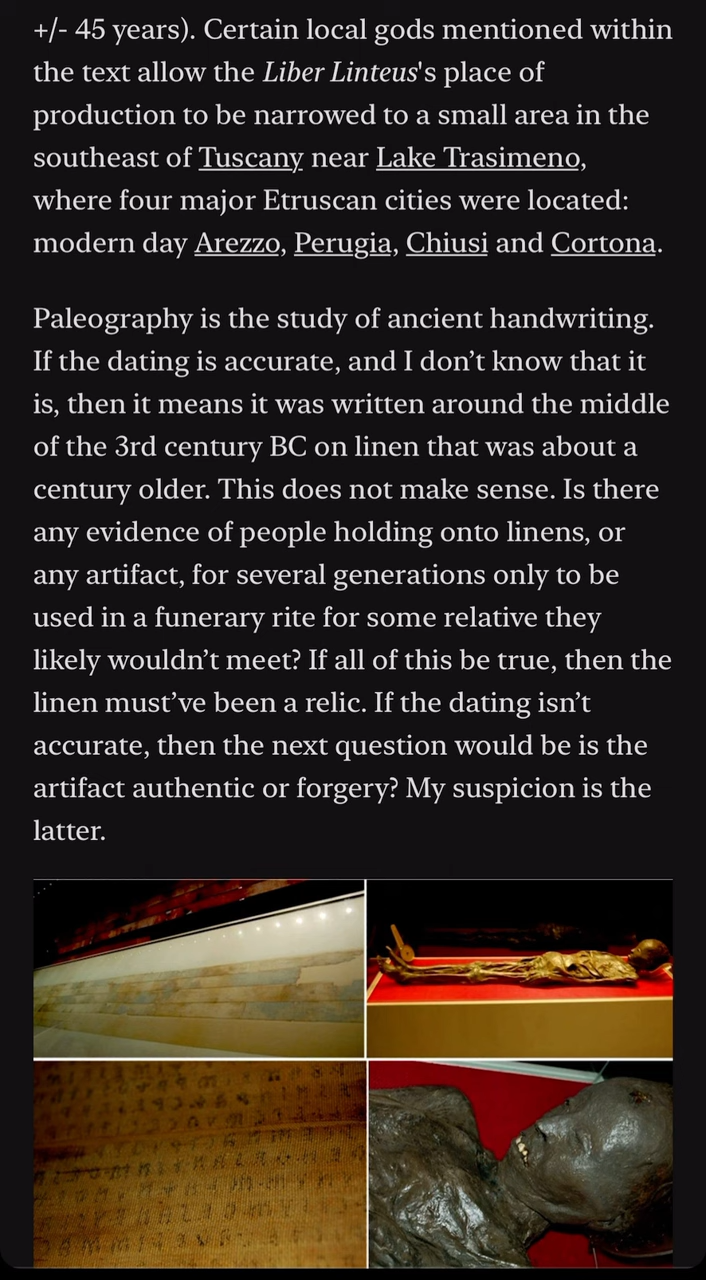 +/- 45 years). Certain local gods mentioned within
the text allow the Liber Linteus's place of
production to be narrowed to a small area in the
southeast of Tuscany near Lake Trasimeno,
where four major Etruscan cities were located:
modern day Arezzo, Perugia, Chiusi and Cortona.
Paleography is the study of ancient handwriting.
If the dating is accurate, and I don’t know that it
is, then it means it was written around the middle
of the 3rd century BC on linen that was about a
century older. This does not make sense. Is there
any evidence of people holding onto linens, or
any artifact, for several generations only to be
used in a funerary rite for some relative they
likely wouldn’t meet? If all of this be true, then the
linen must’ve been a relic. If the dating isn’t
accurate, then the next question would be is the
artifact authentic or forgery? My suspicion is the
latter.